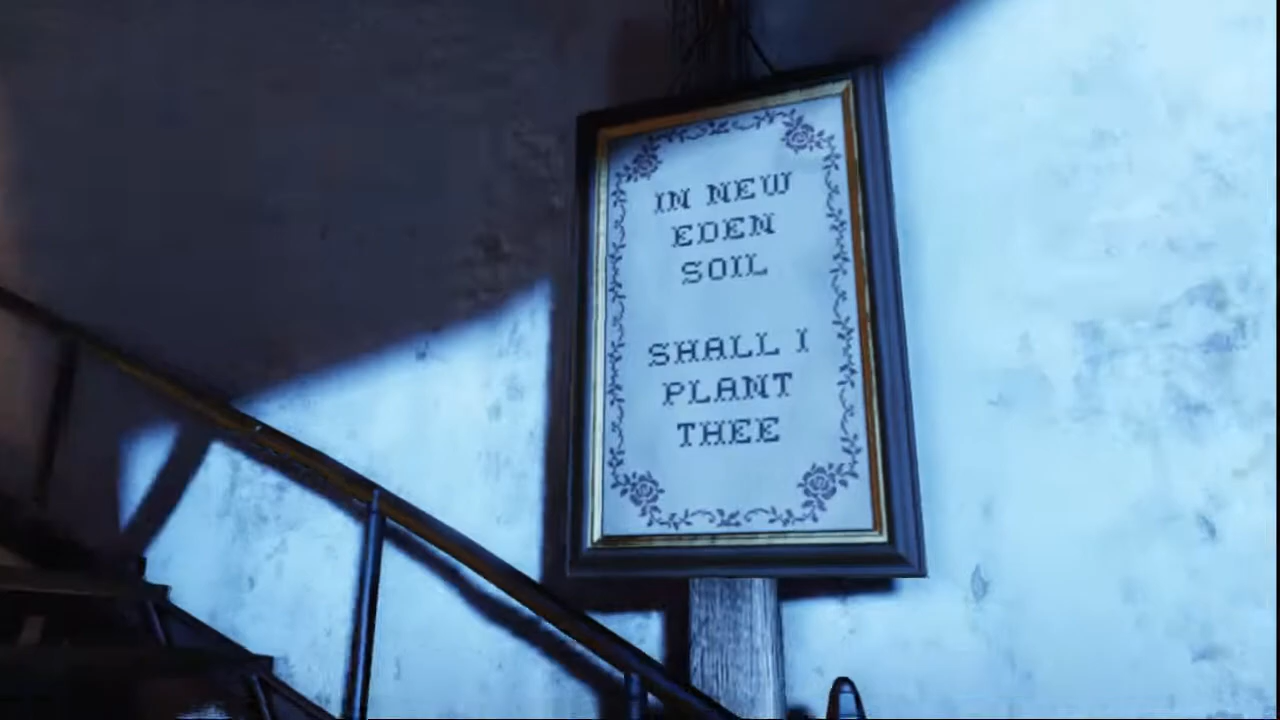 IN NEW
EDEN
SOIL
SHALL I
PLANT
THEE